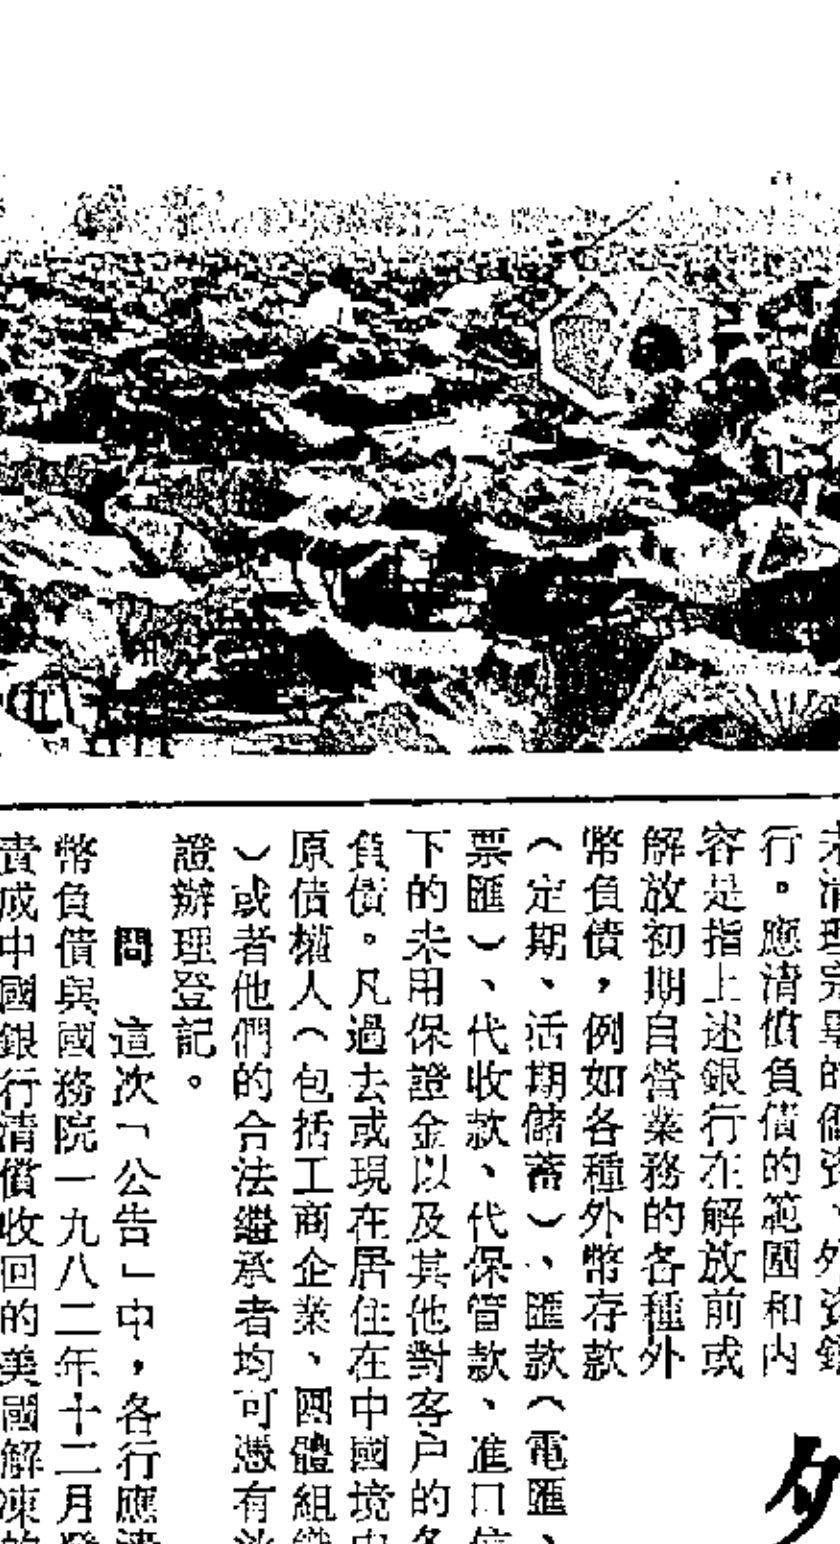 行。應清償負債的範圍和内
容是指上述銀行在解放前或
解放初期自營業務的各種外
幣負債，例如各種外幣存款
（定期、活期儲蓄）、匯款（電匯、
票匯）、代收款、代保管款、進口信
下的未用保證金以及其他對客户的各
負債。凡過去或現在居住在中國境内
原債權人（包括工商企業、團體組織
）或者他們的合法繼承者均可憑有效
證辦理登記。
問 這次「公告」中，各行應清
幣負債與國務院一九八二年十二月發
責成中國銀行清償收回的美國解凍的